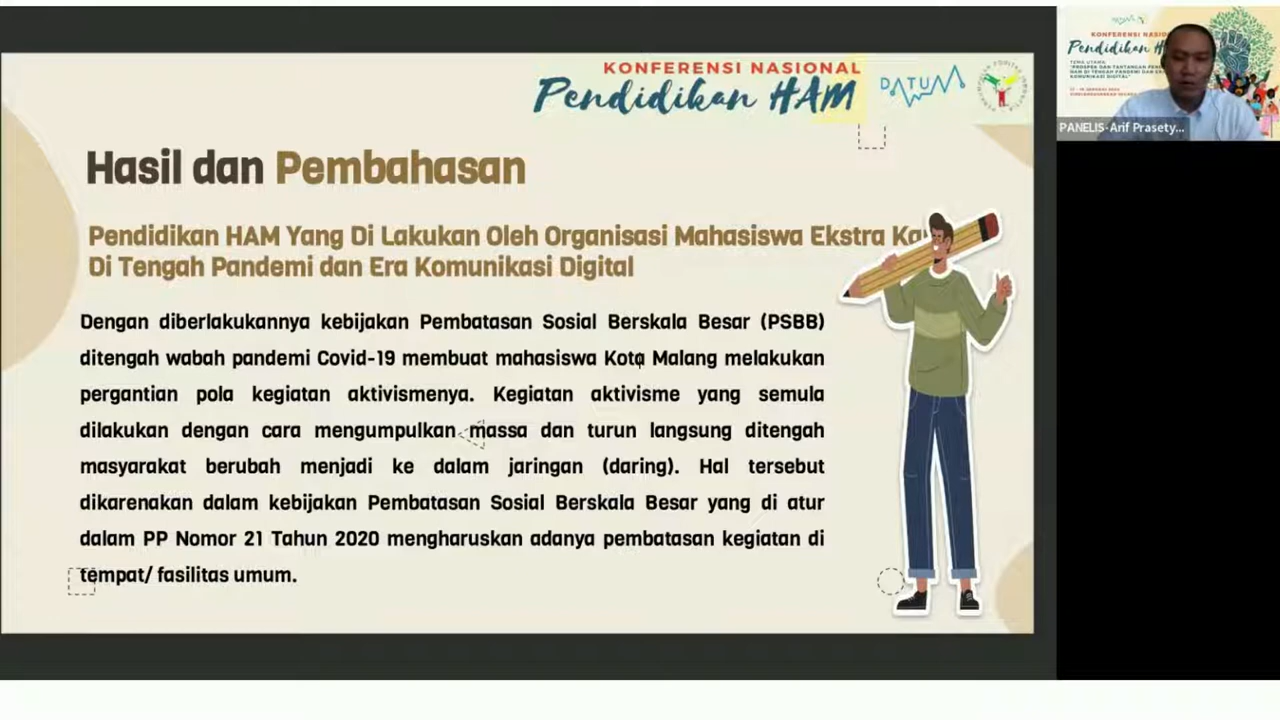 KONFERENSI NASIONAL
Pendidikan HAM
DATUM
Hasil dan Pembahasan
Pendidikan HAM Yang Di Lakukan Oleh Organisasi Mahasiswa Ekstra
Di Tengah Pandemi dan Era Komunikasi Digital
Dengan diberlakukannya kebijakan Pembatasan Sosial Berskala Besar (PSBB)
ditengah wabah pandemi Covid-19 membuat mahasiswa Kota Malang melakukan
pergantian pola kegiatan aktivismenya. Kegiatan aktivisme yang semula
dilakukan dengan cara mengumpulkan massa dan turun langsung ditengah
masyarakat berubah menjadi ke dalam jaringan (daring). Hal tersebut
dikarenakan dalam kebijakan Pembatasan Sosial Berskala Besar yang di atur
dalam PP Nomor 21 Tahun 2020 mengharuskan adanya pembatasan kegiatan di
tempat/ fasilitas umum.
KONFERENSI
Pendidikan
TEMA UTAMA:
PANELIS-Arif Prasety...